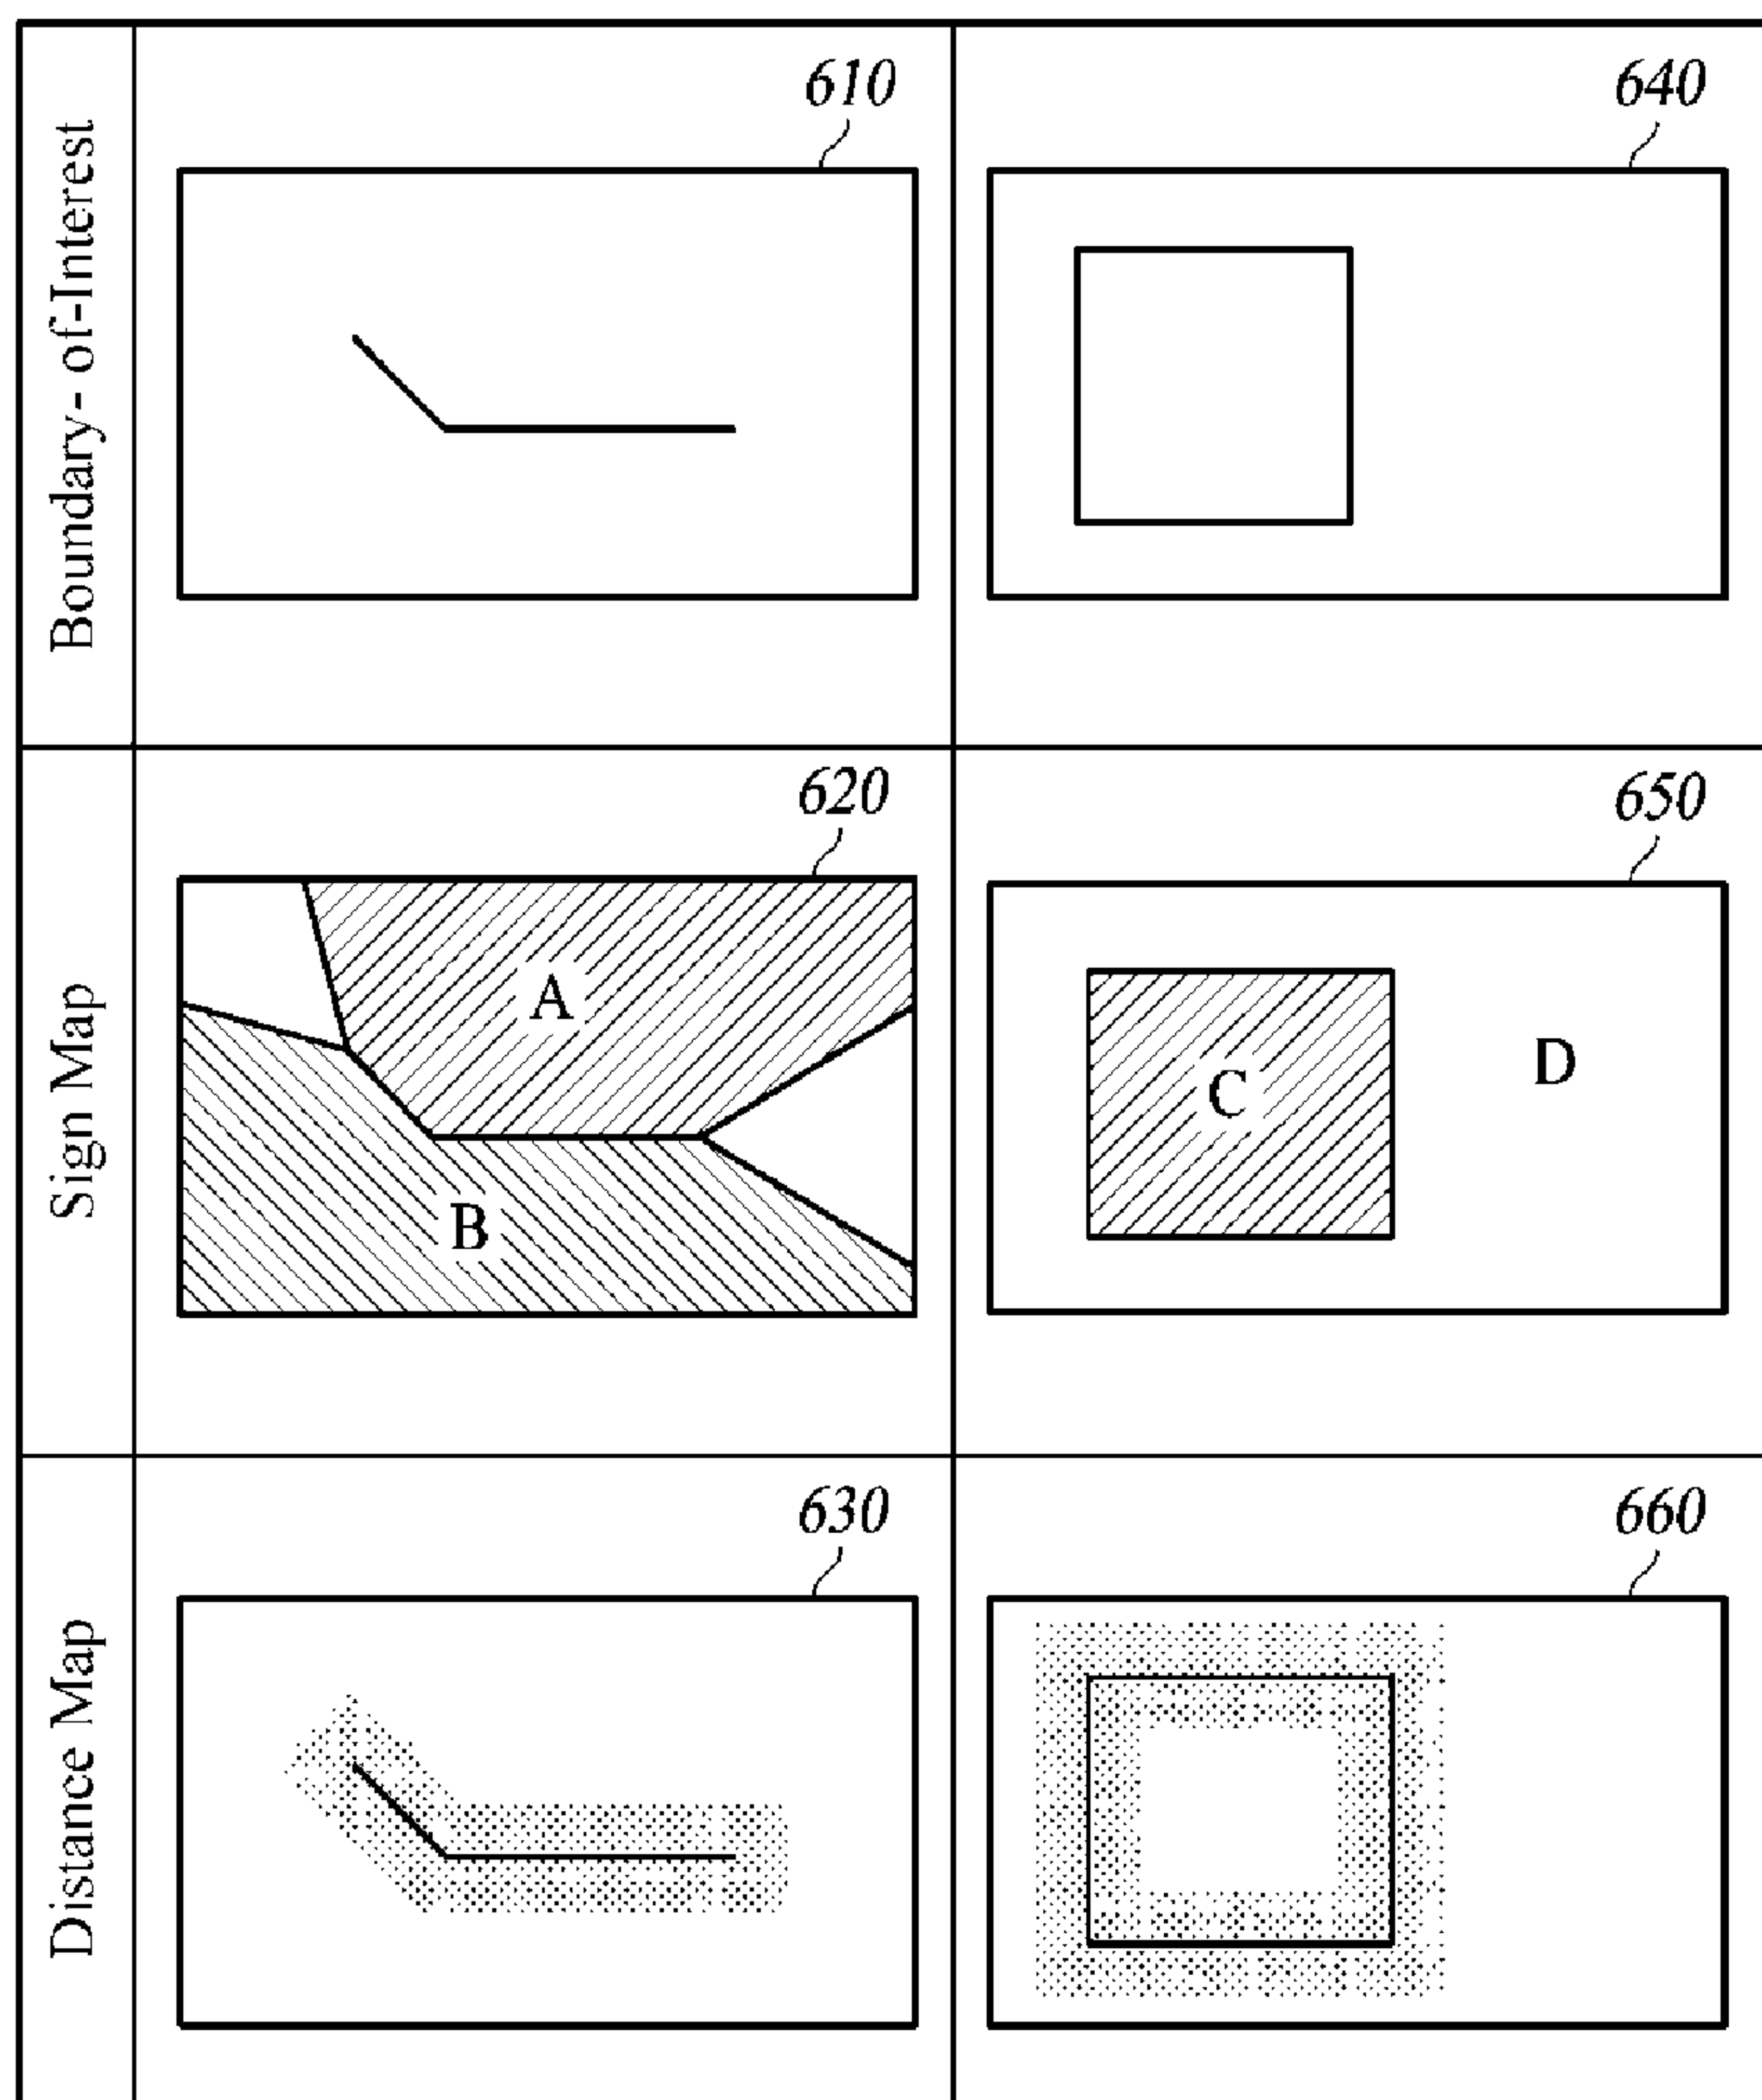 Boundary- of-Interest
610
640
Sign Map
620
A
B
650
C
D
Distance Map
630
660